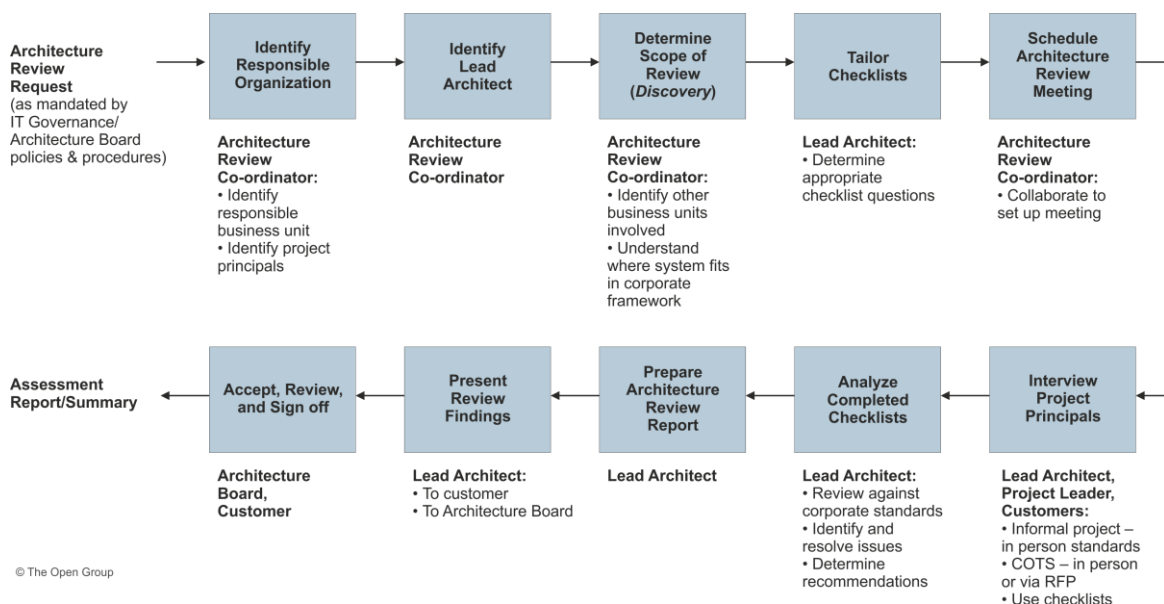 Architecture
Review
Request
(as mandated by
IT Governance/
Architecture Board
policies & procedures)
Identify
Responsible
Organization
Architecture
Review
Co-ordinator:
• Identify
responsible
business unit
• Identify project
principals
Identify
Lead
Architect
Architecture
Review
Co-ordinator
Determine
Scope of
Review
(Discovery)
Architecture
Review
Co-ordinator:
• Identify other
business units
involved
• Understand
where system fits
in corporate
framework
Tailor
Checklists
Lead Architect:
• Determine
appropriate
checklist questions
Schedule
Architecture
Review
Meeting
Architecture
Review
Co-ordinator:
• Collaborate to
set up meeting
Interview
Project
Principals
Lead Architect,
Project Leader,
Customers:
• Informal project –
in person standards
• COTS – in person
or via RFP
• Use checklists
Analyze
Completed
Checklists
Lead Architect:
• Review against
corporate standards
• Identify and
resolve issues
• Determine
recommendations
Prepare
Architecture
Review
Report
Lead Architect
Present
Review
Findings
Lead Architect:
• To customer
• To Architecture Board
Accept, Review,
and Sign off
Architecture
Board,
Customer
Assessment
Report/Summary
© The Open Group